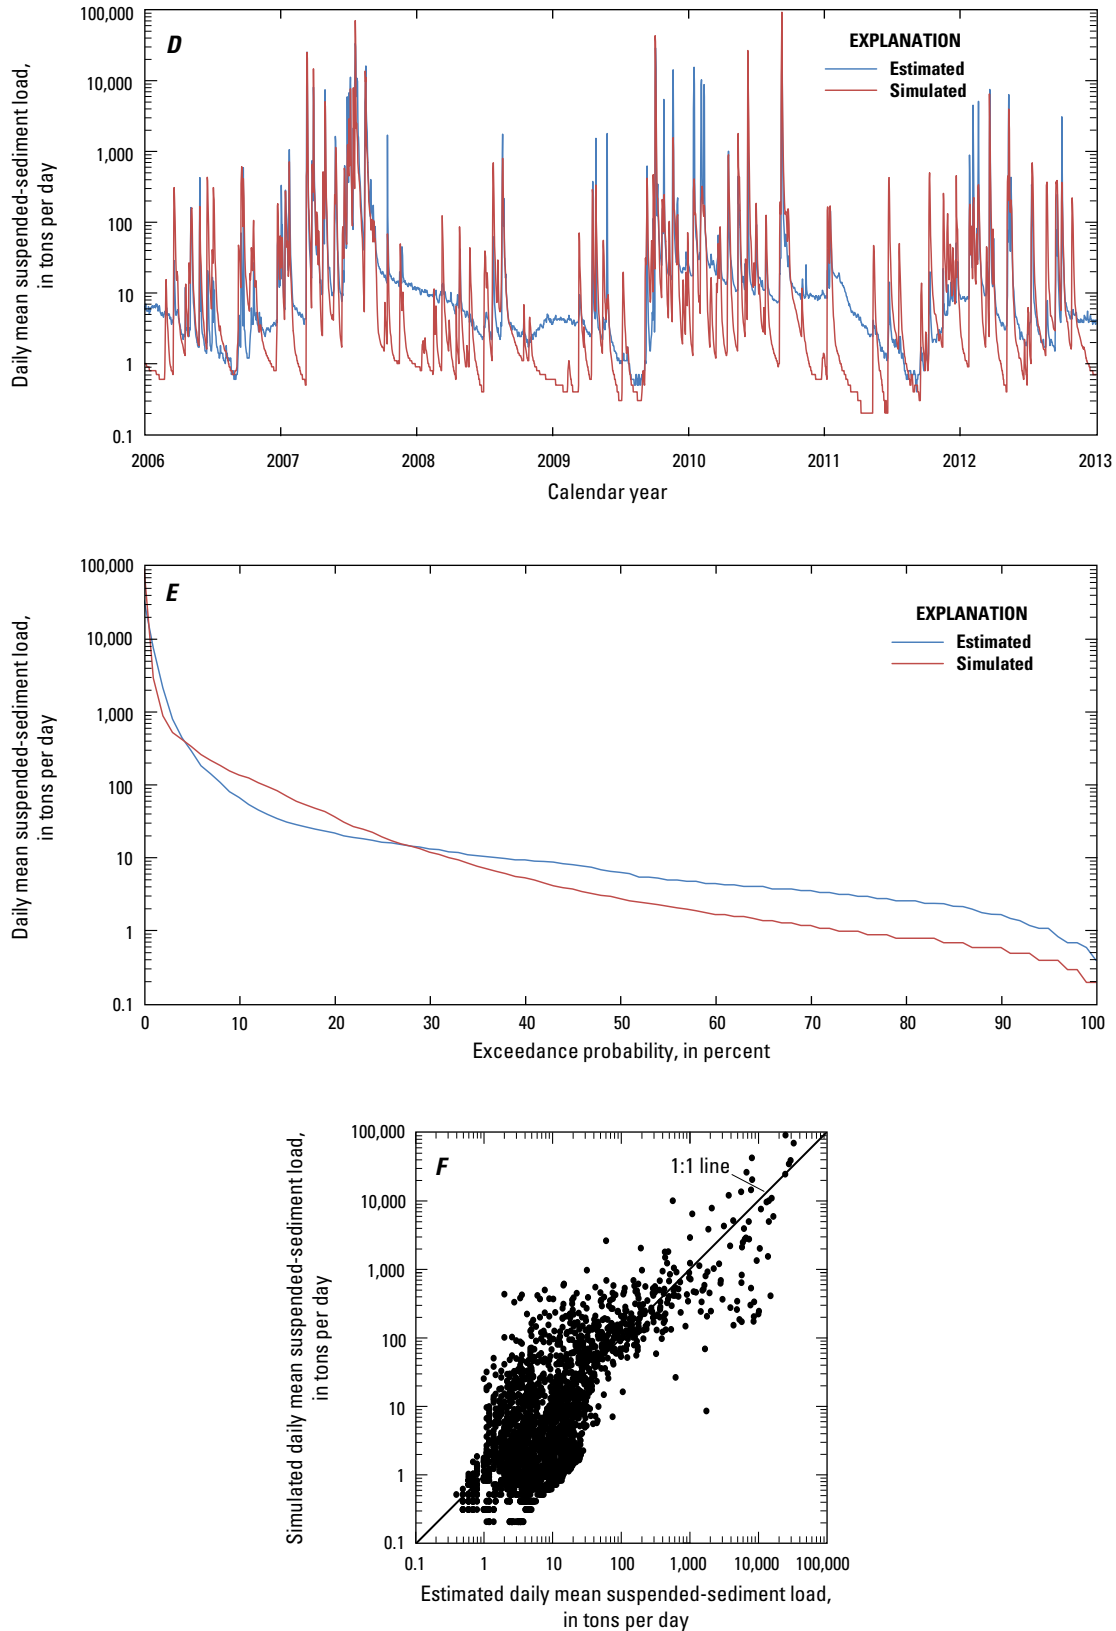 D
EXPLANATION
Estimated
Simulated
Daily mean suspended-sediment load,
in tons per day
100,000
10,000
1,000
100
10
1
0.1
2006
2007
2008
2009
2010
2011
2012
2013
Calendar year
E
EXPLANATION
Estimated
Simulated
Daily mean suspended-sediment load,
in tons per day
100,000
10,000
1,000
100
10
1
0.1
0
10
20
30
40
50
60
70
80
90
100
Exceedance probability, in percent
F
1:1 line
Simulated daily mean suspended-sediment load,
in tons per day
100,000
10,000
1,000
100
10
1
0.1
0.1
1
10
100
1,000
10,000
100,000
Estimated daily mean suspended-sediment load,
in tons per day